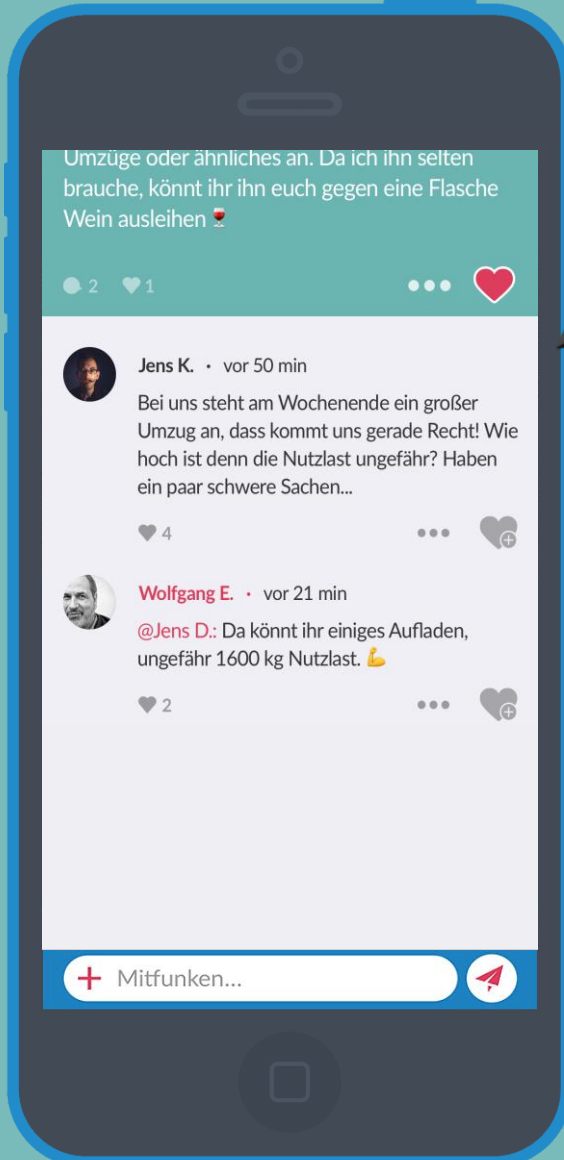 Umzüge oder ähnliches an. Da ich ihn selten
brauche, könnt ihr ihn euch gegen eine Flasche
Wein ausleihen 🍷
2 1
Jens K. · vor 50 min
Bei uns steht am Wochenende ein großer
Umzug an, dass kommt uns gerade Recht! Wie
hoch ist denn die Nutzlast ungefähr? Haben
ein paar schwere Sachen...
4
Wolfgang E. · vor 21 min
@Jens D.: Da könnt ihr einiges Aufladen,
ungefähr 1600 kg Nutzlast. 💪
2
Mitfunken...